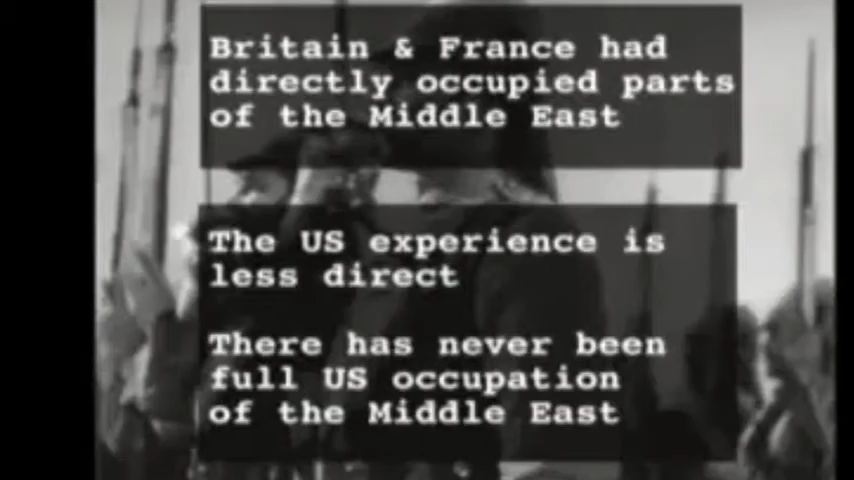 Britain & France had
directly occupied parts
of the Middle East
The US experience is
less direct
There has never been
full US occupation
of the Middle East